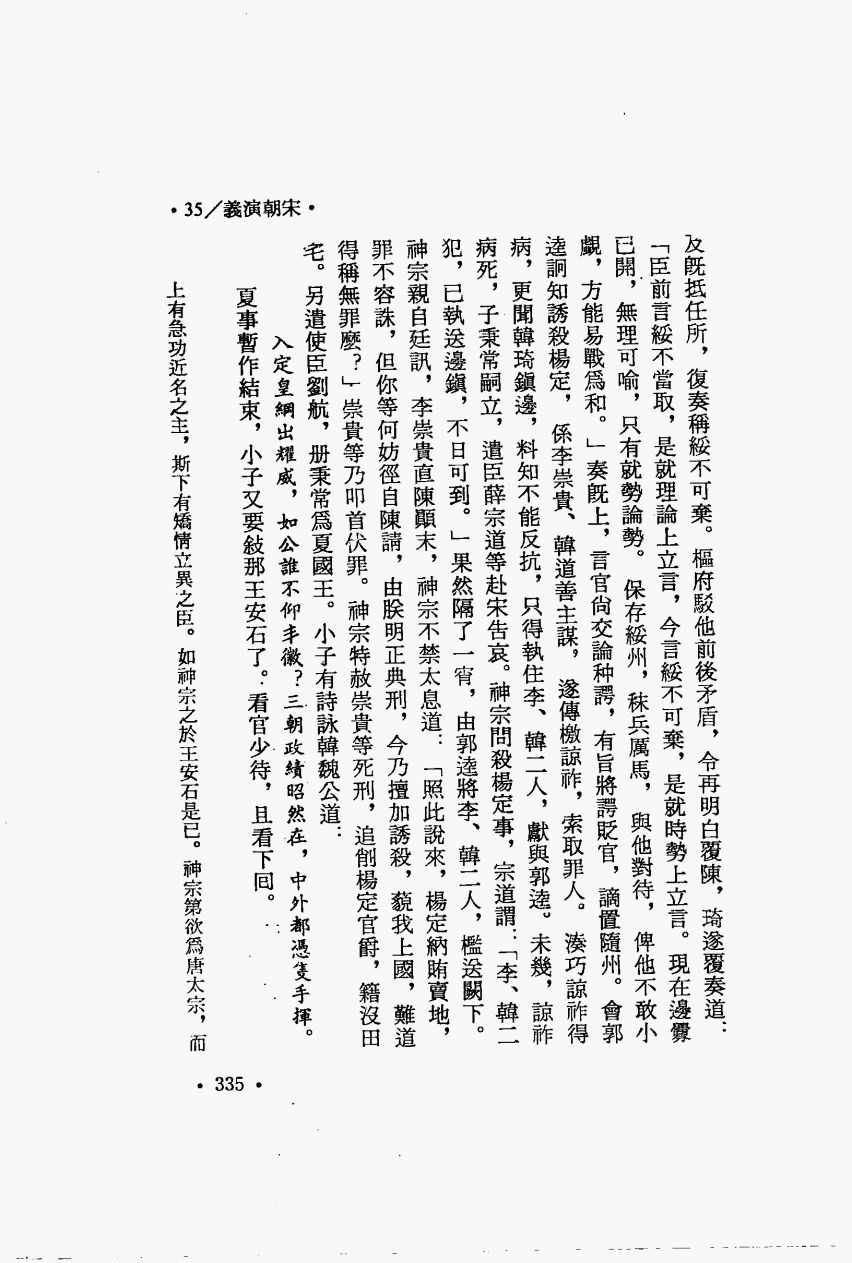 •35/義演朝宋•
及既抵任所，復奏稱綏不可棄。樞府駁他前後矛盾，令再明白覆陳，琦遂覆奏道：
「臣前言綏不當取，是就理論上立言，今言綏不可棄，是就時勢上立言。現在邊釁
已開，無理可喻，只有就勢論勢。保存綏州，秣兵厲馬，與他對待，俾他不敢小
覷，方能易戰爲和。」奏既上，言官尙交論种諤，有旨將諤貶官，謫置隨州。會郭
逵詗知誘殺楊定，係李崇貴、韓道善主謀，遂傳檄諒祚，索取罪人。湊巧諒祚得
病，更聞韓琦鎭邊，料知不能反抗，只得執住李、韓二人，獻與郭逵。未幾，諒祚
病死，子秉常嗣立，遣臣薛宗道等赴宋吿哀。神宗問殺楊定事，宗道謂：「李、韓二
犯，已執送邊鎭，不日可到。」果然隔了一宵，由郭逵將李、韓二人，檻送闕下。
神宗親自廷訊，李崇貴直陳顚末，神宗不禁太息道：「照此說來，楊定納賄賣地，
罪不容誅，但你等何妨徑自陳請，由朕明正典刑，今乃擅加誘殺，藐我上國，難道
得稱無罪麼？」崇貴等乃叩首伏罪。神宗特赦崇貴等死刑，追削楊定官爵，籍沒田
宅。另遣使臣劉航，册秉常爲夏國王。小子有詩詠韓魏公道：
入定皇綱出耀威，如公誰不仰丰徽？三朝政績昭然在，中外都憑隻手揮。
夏事暫作結束，小子又要敍那王安石了。看官少待，且看下回。
上有急功近名之主，斯下有矯情立異之臣。如神宗之於王安石是已。神宗第欲爲唐太宗，而
•335•